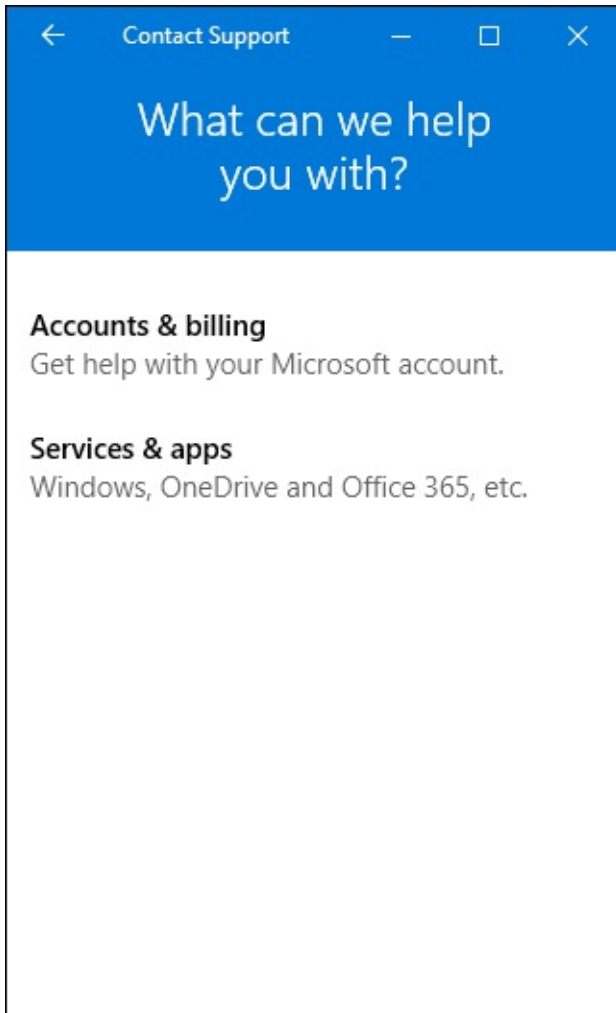 Contact Support
What can we help
you with?
Accounts & billing
Get help with your Microsoft account.
Services & apps
Windows, OneDrive and Office 365, etc.